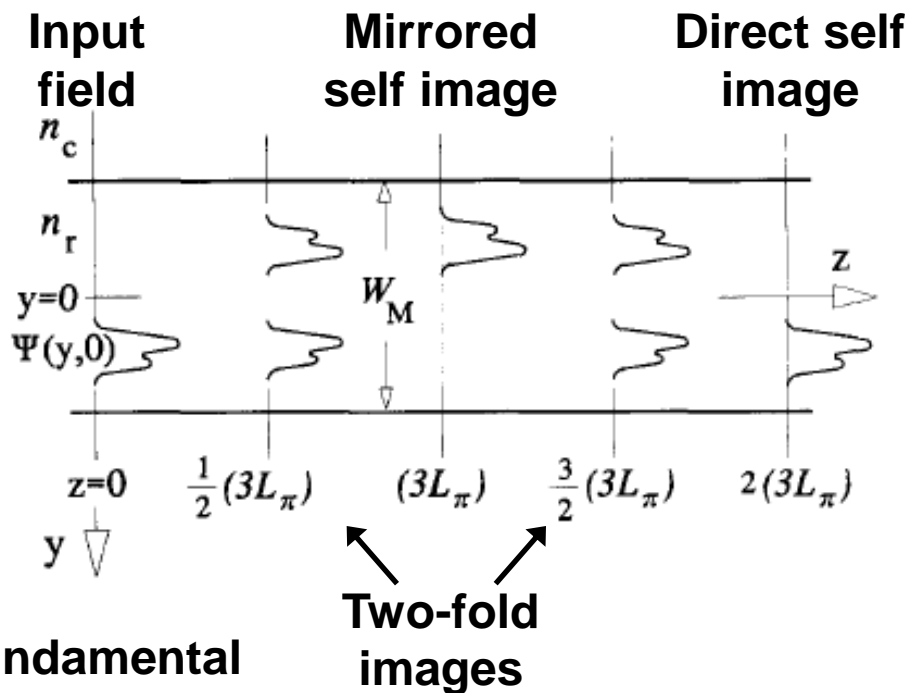 Input
field
Mirrored
self image
Direct self
image
n_c
n_r
y=0
Ψ(y,0)
W_M
z
z=0
1/2 (3L_π)
(3L_π)
3/2 (3L_π)
2(3L_π)
y
Two-fold
images
ndamental